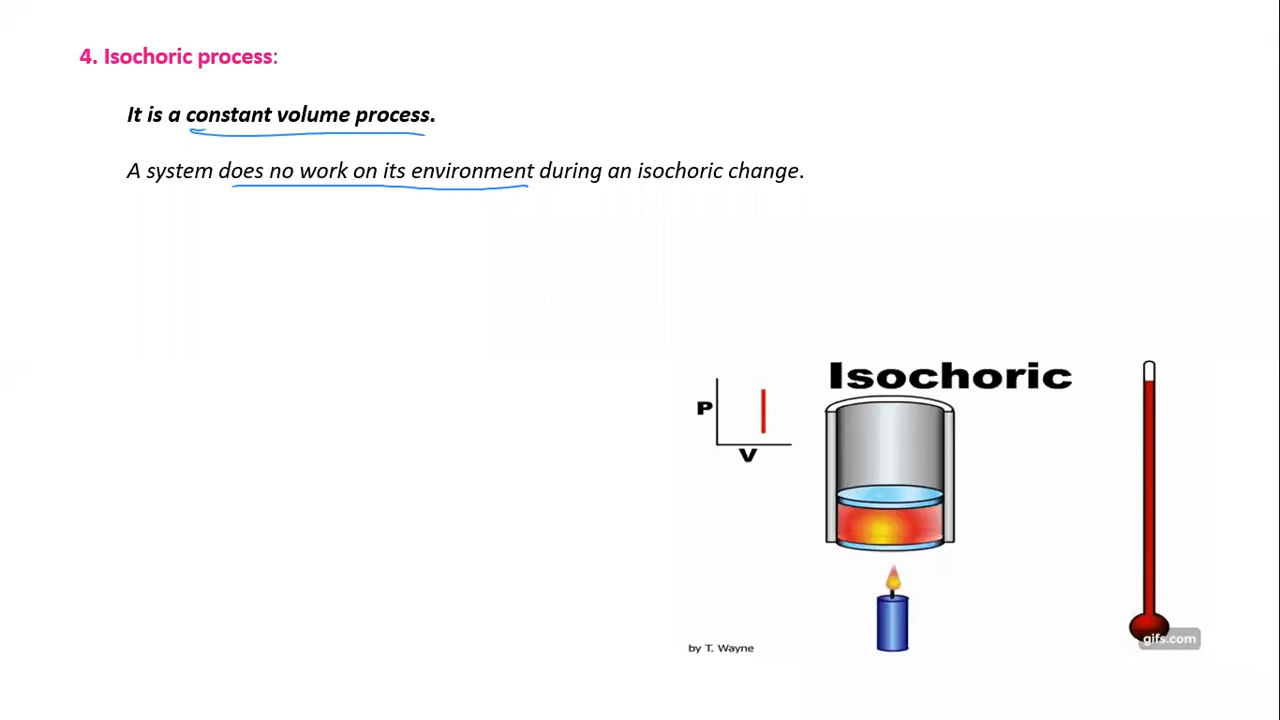 4. Isochoric process:
It is a constant volume process.
A system does no work on its environment during an isochoric change.
Isochoric
P
V
by T. Wayne
gifs.com